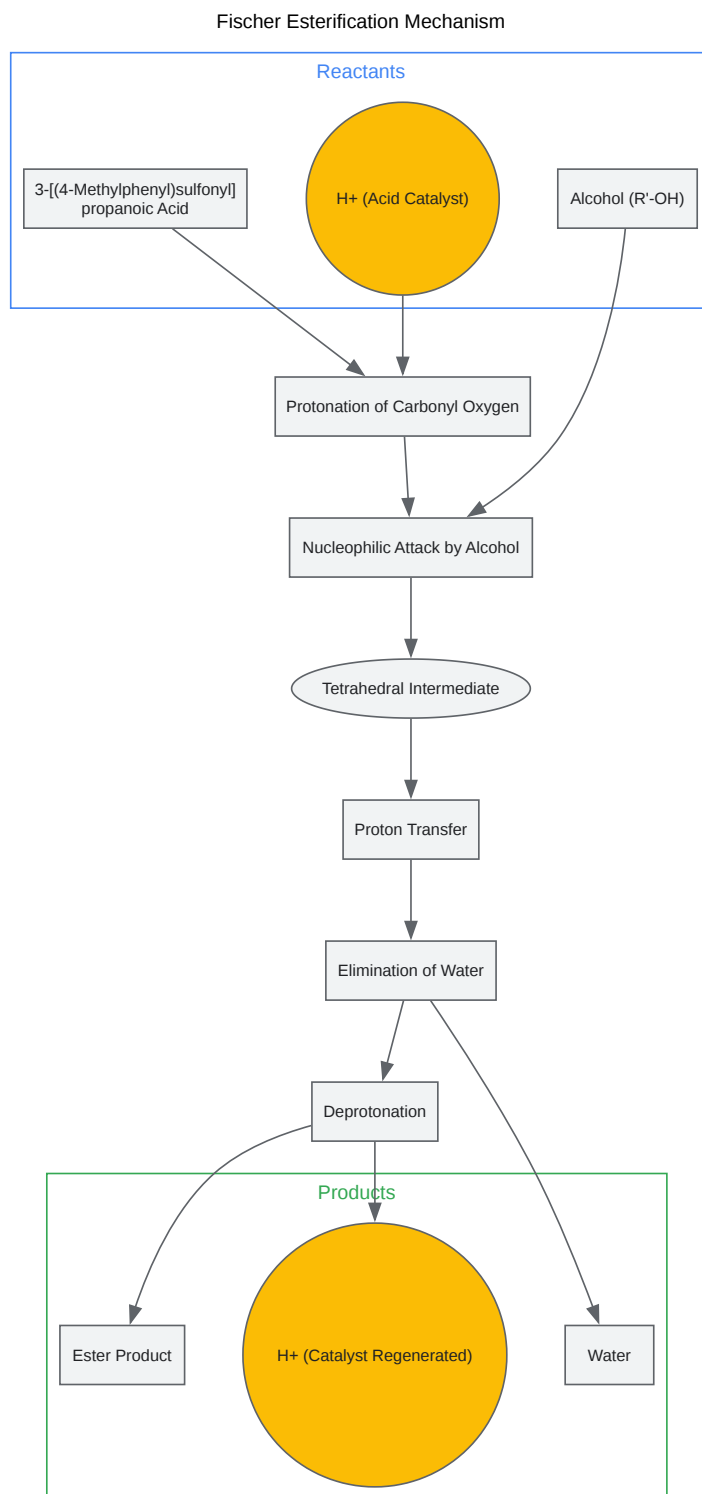 Fischer Esterification Mechanism
Reactants
3-[(4-Methylphenyl)sulfonyl]
propanoic Acid
H+ (Acid Catalyst)
Alcohol (R'-OH)
Protonation of Carbonyl Oxygen
Nucleophilic Attack by Alcohol
Tetrahedral Intermediate
Proton Transfer
Elimination of Water
Deprotonation
Products
Ester Product
H+ (Catalyst Regenerated)
Water